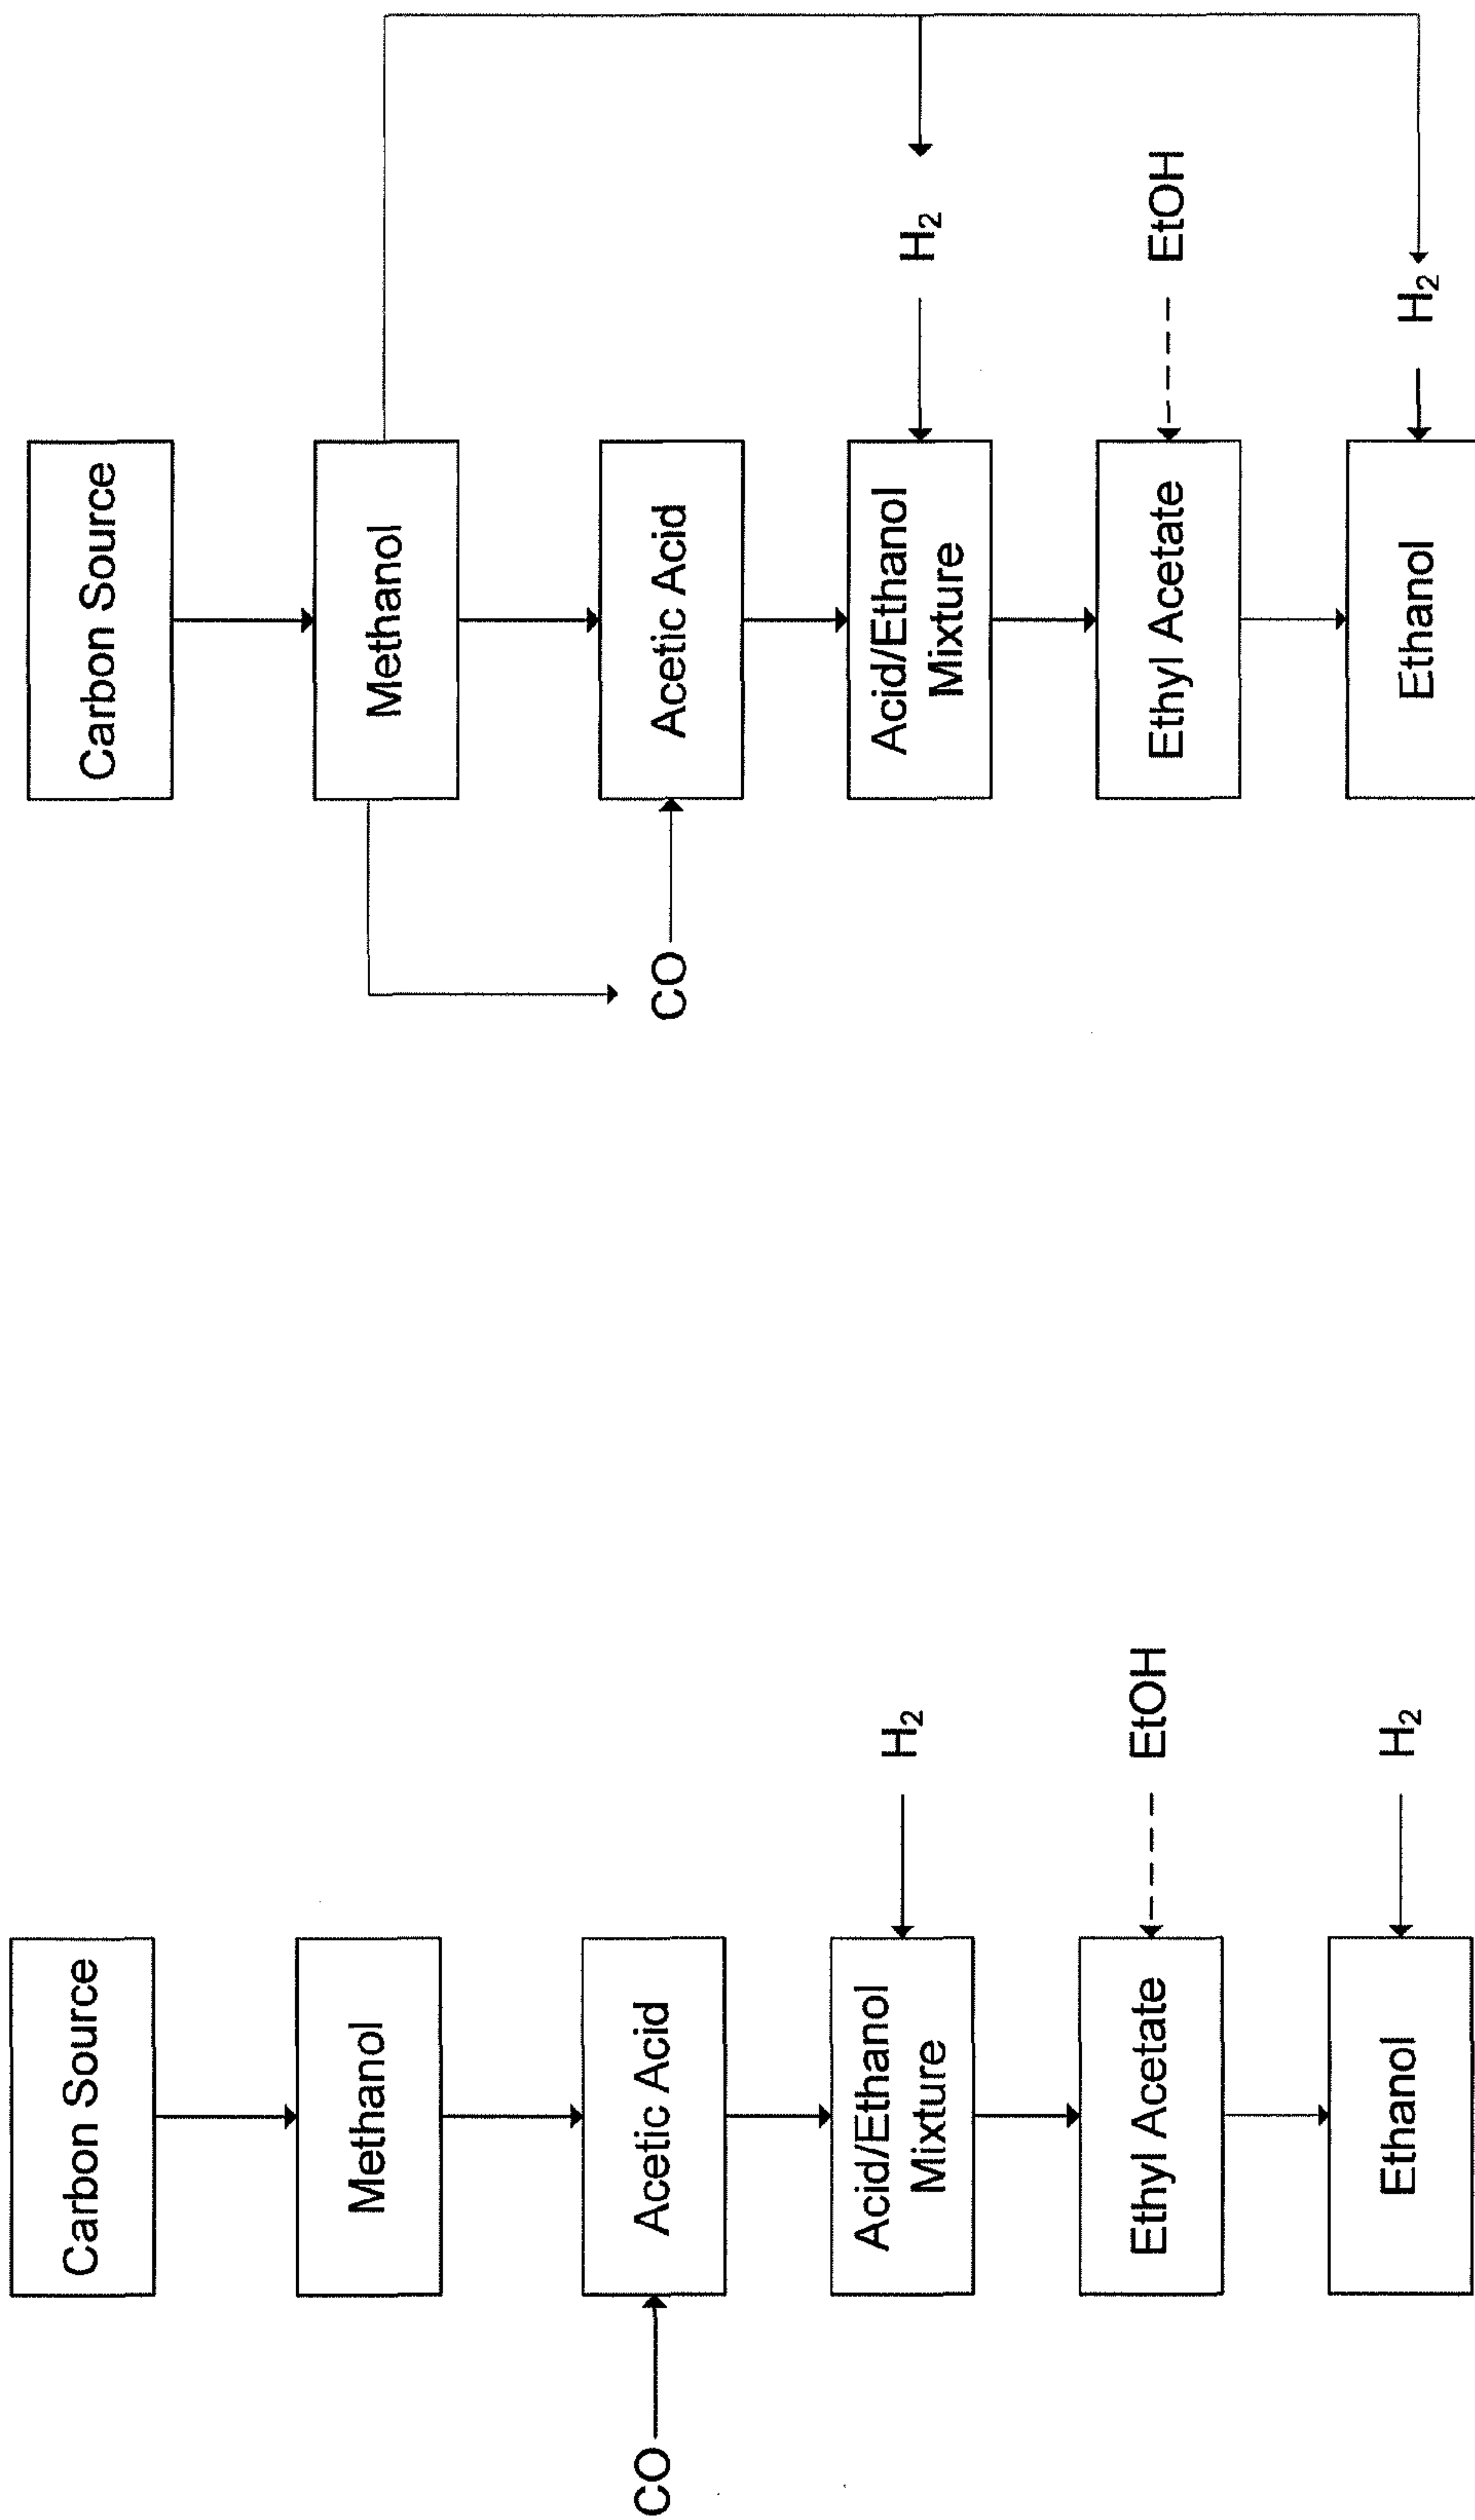 Carbon Source
Methanol
CO
Acetic Acid
Acid/Ethanol
Mixture
H₂
Ethyl Acetate
EtOH
Ethanol
H₂
Carbon Source
Methanol
CO
Acetic Acid
Acid/Ethanol
Mixture
H₂
Ethyl Acetate
EtOH
Ethanol
H₂